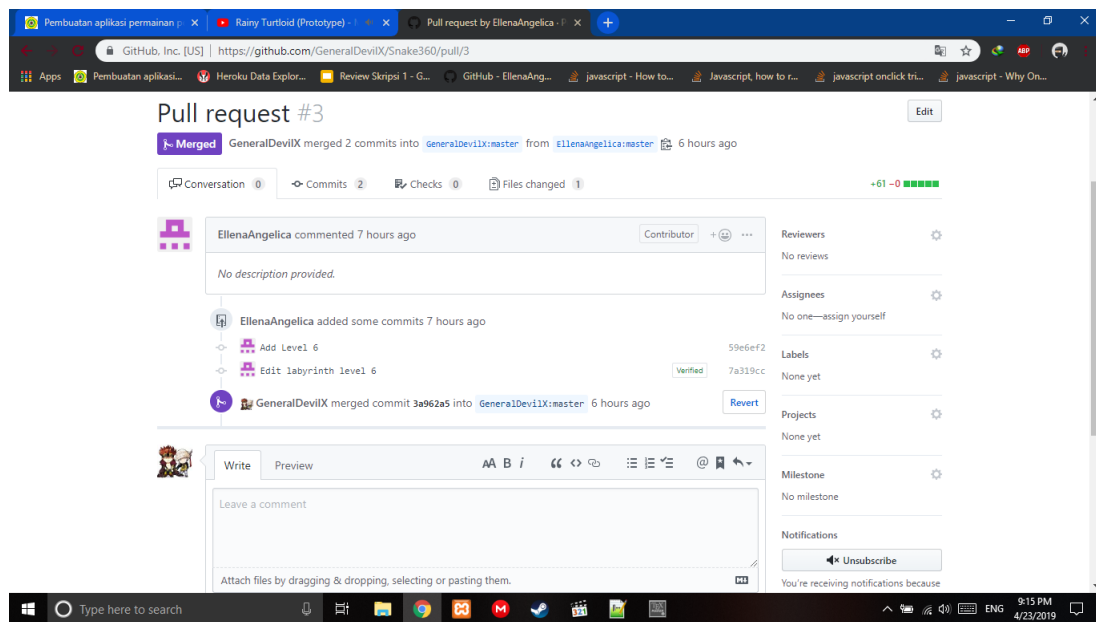 Pembuatan aplikasi permainan p
Rainy Turtloid (Prototype) -
Pull request by EllenaAngelica · P
GitHub, Inc. [US] | https://github.com/GeneralDevilX/Snake360/pull/3
ABP
Apps Pembuatan aplikasi... Heroku Data Explor... Review Skripsi 1 - G... GitHub - EllenaAng... javascript - How to... Javascript, how to r... javascript onclick tri... javascript - Why On...
Pull request #3
Edit
Merged GeneralDevilX merged 2 commits into GeneralDevilX:master from EllenaAngelica:master 6 hours ago
Conversation 0 Commits 2 Checks 0 Files changed 1 +61 −0
EllenaAngelica commented 7 hours ago Contributor
No description provided.
EllenaAngelica added some commits 7 hours ago
Add Level 6 59e6ef2
Edit labyrinth level 6 Verified 7a319cc
GeneralDevilX merged commit 3a962a5 into GeneralDevilX:master 6 hours ago Revert
Write Preview
AA B i
@
Leave a comment
Attach files by dragging & dropping, selecting or pasting them.
Reviewers
No reviews
Assignees
No one—assign yourself
Labels
None yet
Projects
None yet
Milestone
No milestone
Notifications
Unsubscribe
You're receiving notifications because
Type here to search
321
ENG
9:15 PM
4/23/2019